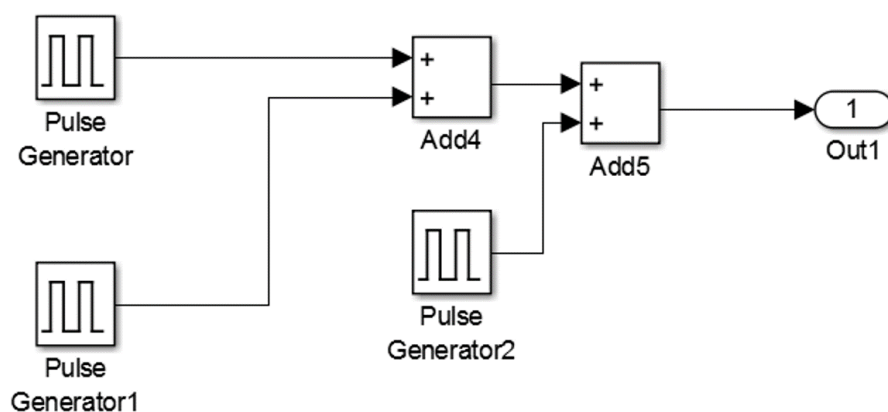 Pulse
Generator
+
+
Add4
+
+
Add5
1
Out1
Pulse
Generator2
Pulse
Generator1